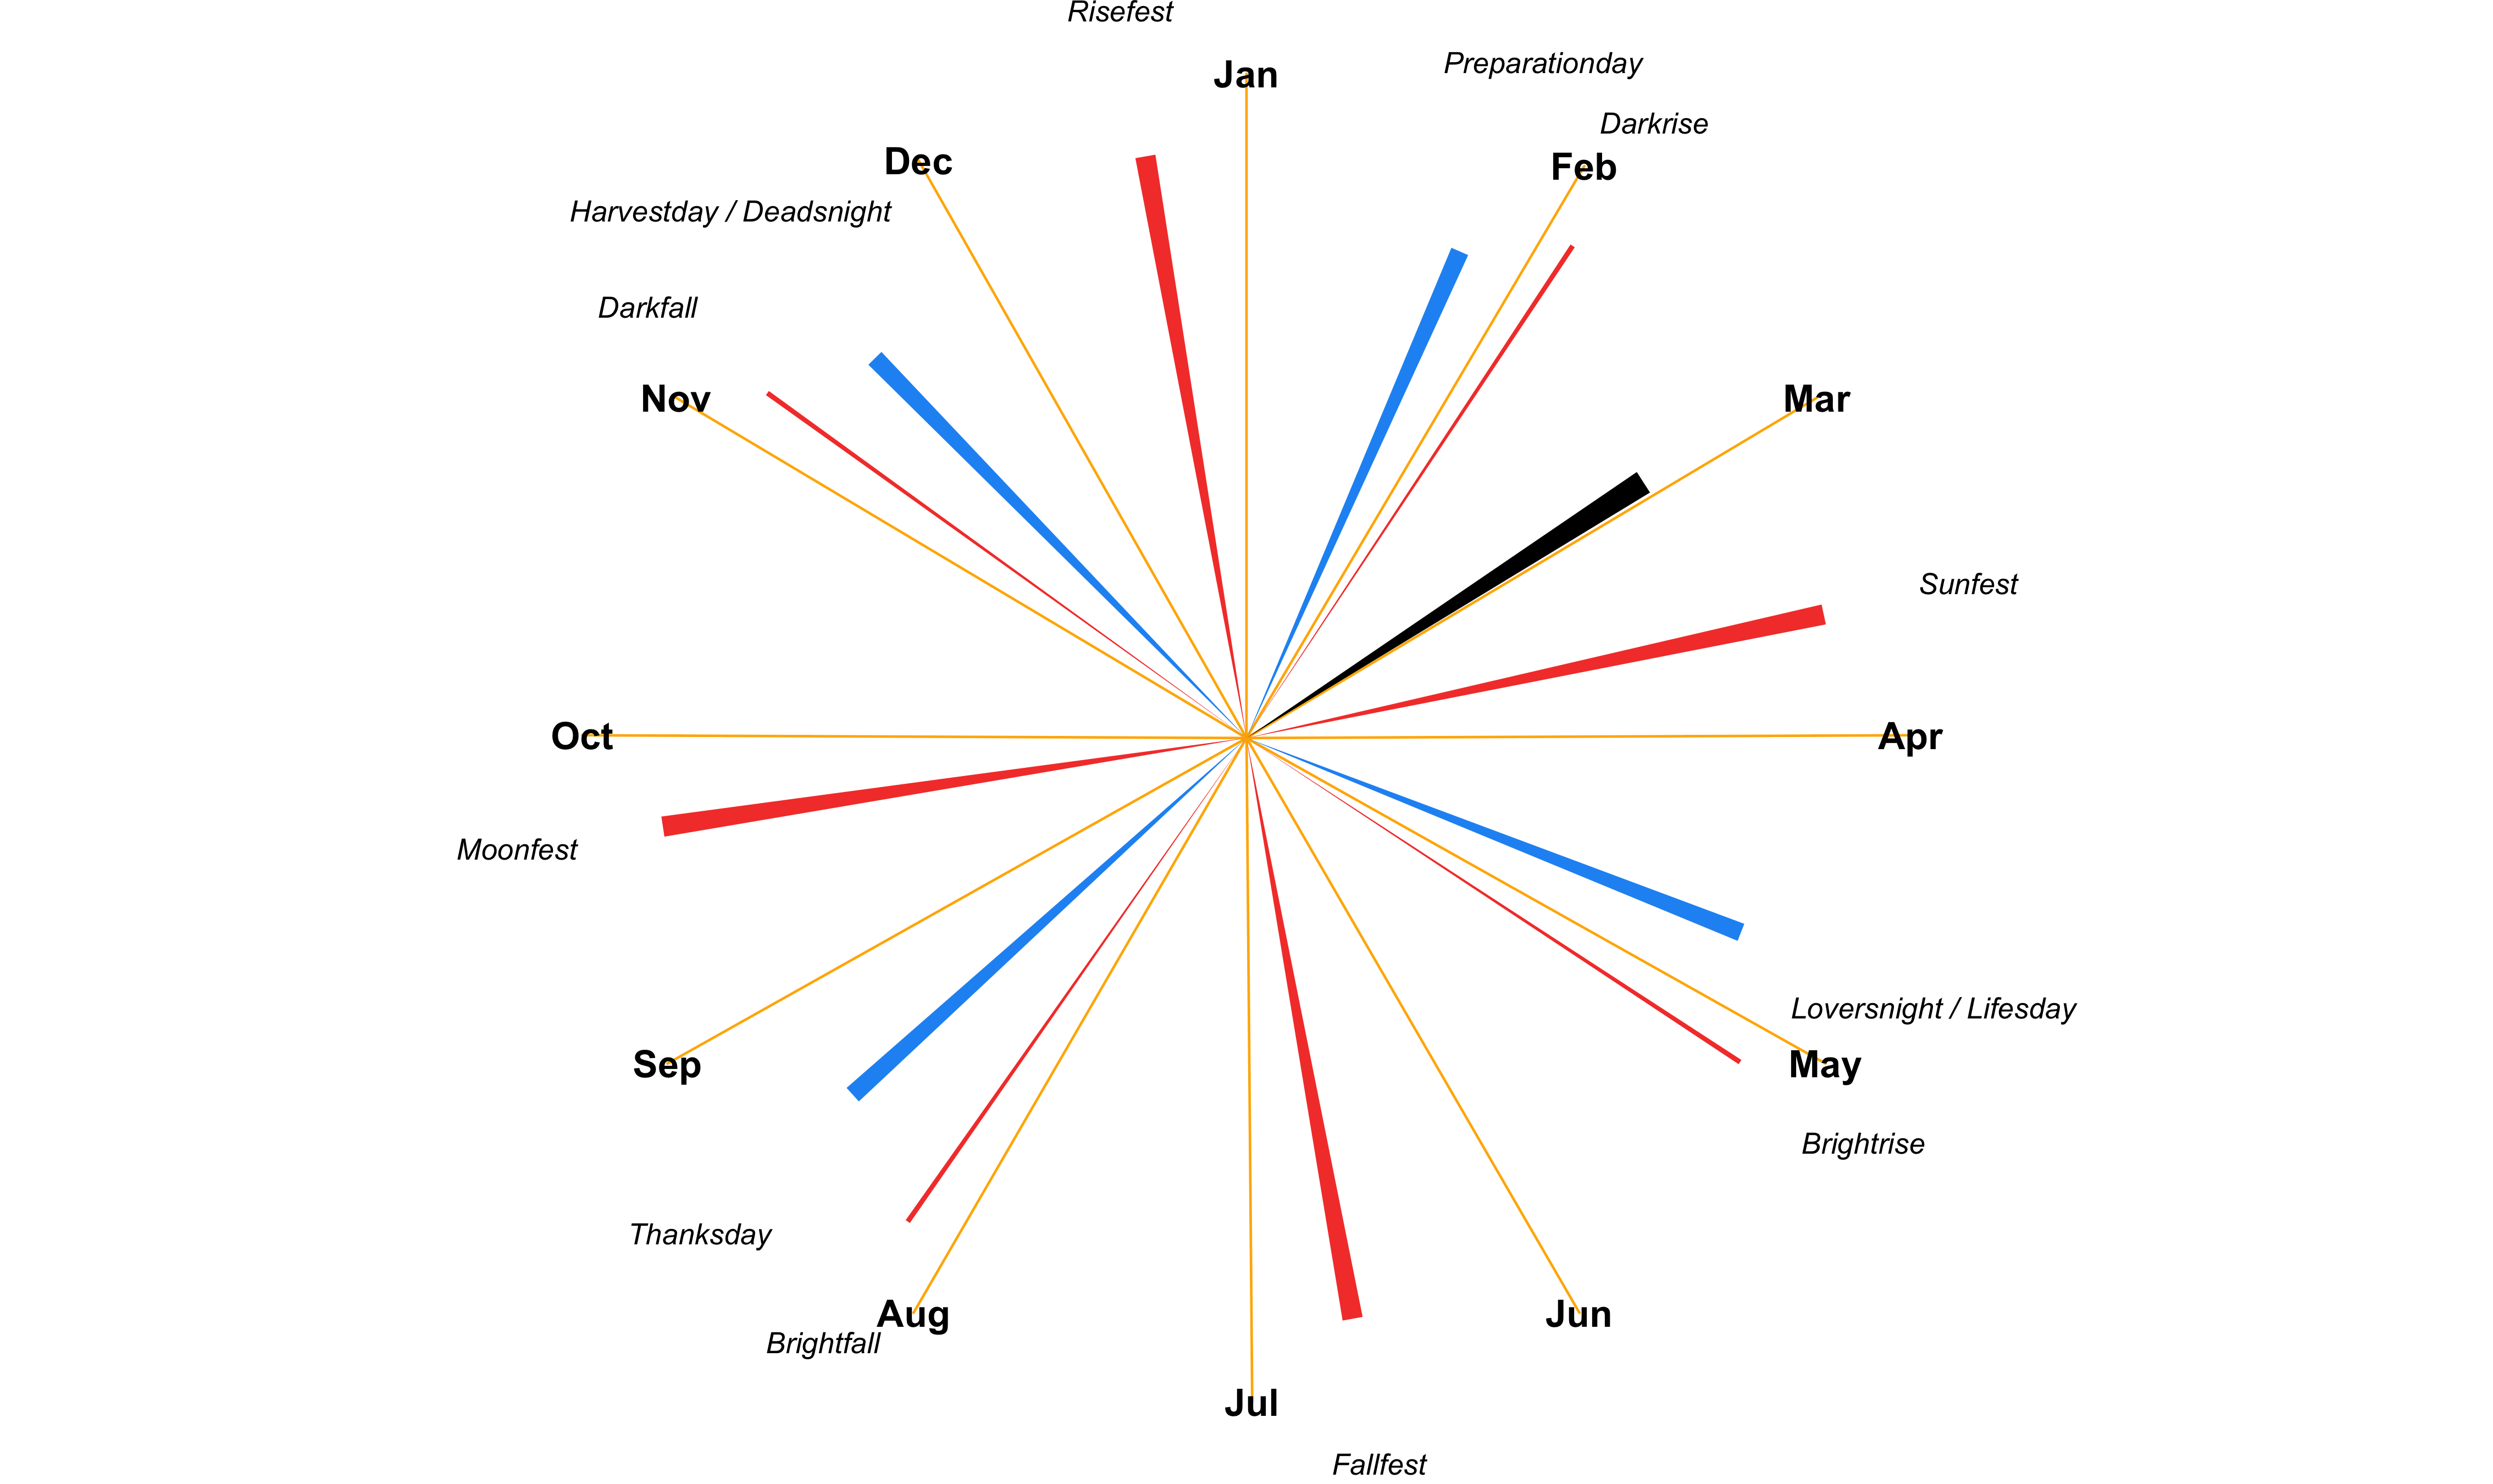 Risefest
Preparationday
Jan
Darkrise
Dec
Feb
Harvestday / Deadsnight
Darkfall
Nov
Mar
Sunfest
Oct
Apr
Moonfest
Loversnight / Lifesday
Sep
May
Brightrise
Thanksday
Aug
Jun
Brightfall
Jul
Fallfest